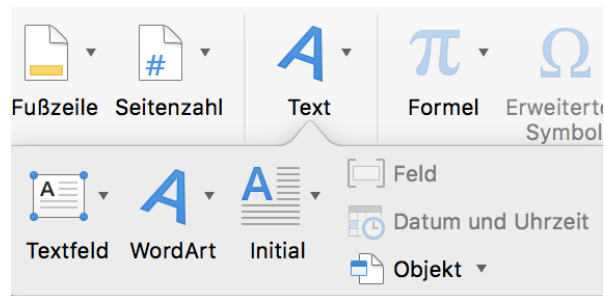 Fußzeile Seitenzahl Text Formel Erweiterte
Symbol
Feld
Datum und Uhrzeit
Textfeld WordArt Initial
Objekt